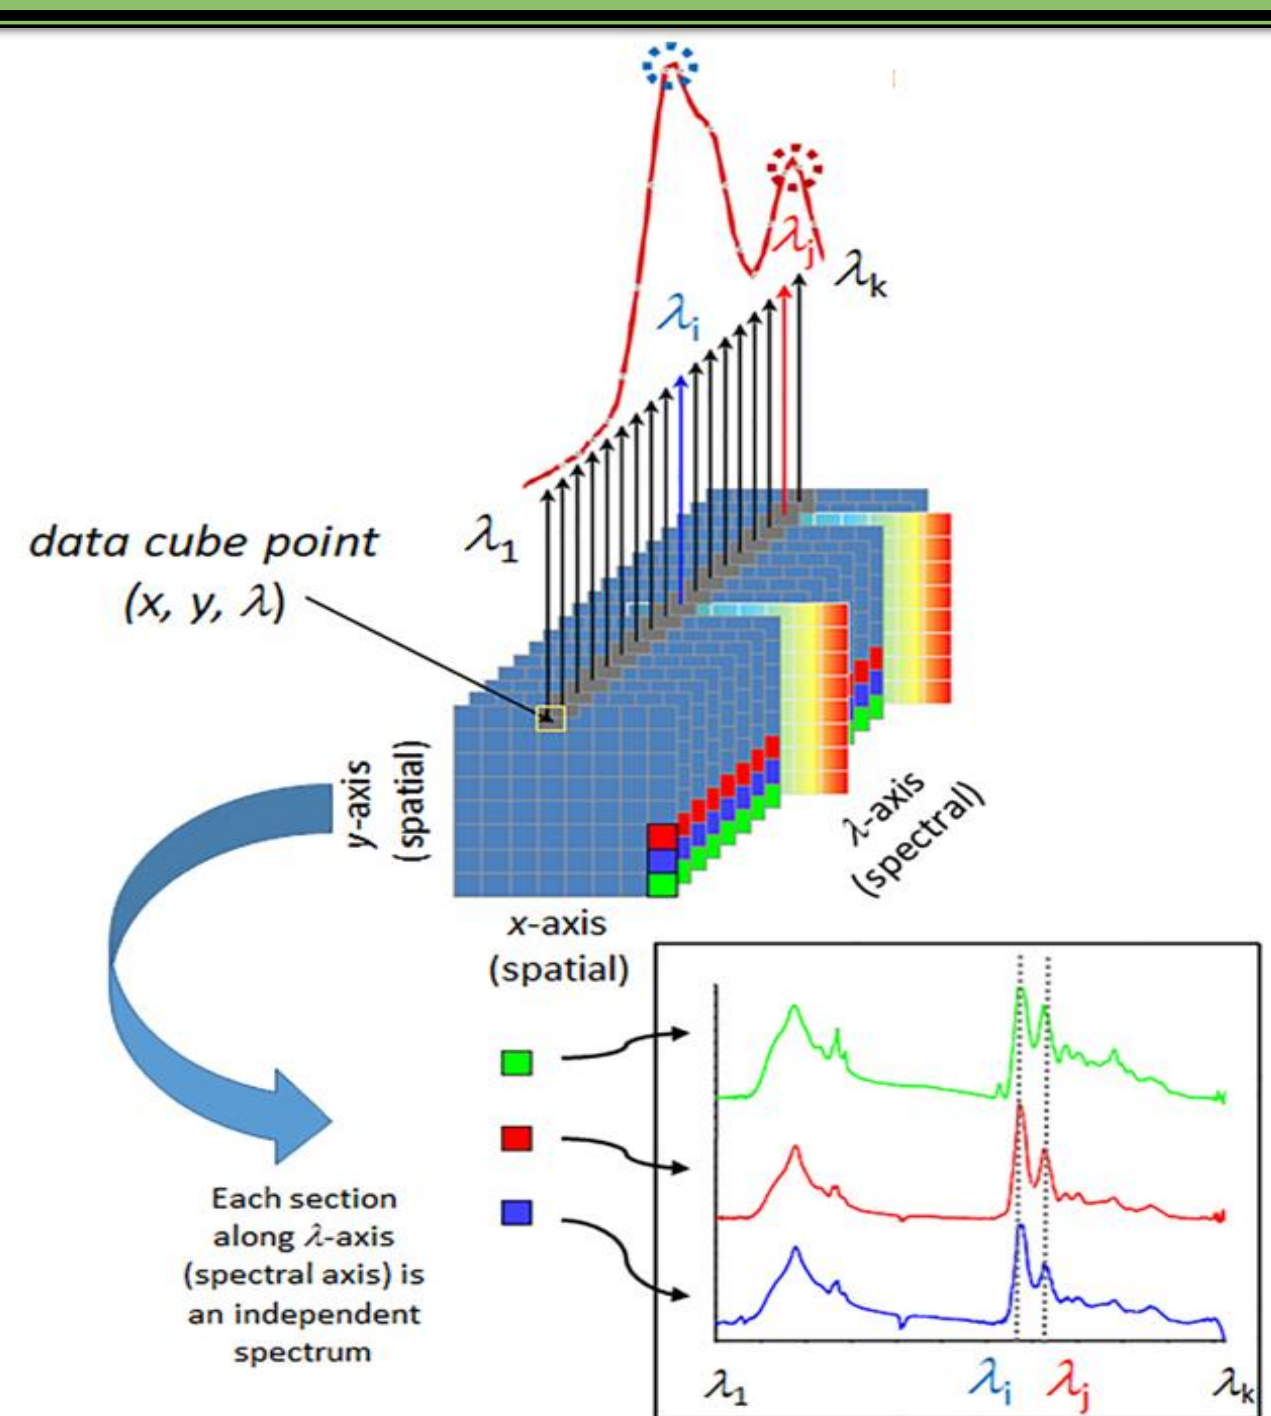 λj
λk
λi
λ1
data cube point
(x, y, λ)
y-axis
(spatial)
λ-axis
(spectral)
x-axis
(spatial)
Each section
along λ-axis
(spectral axis) is
an independent
spectrum
λ1 λi λj λk